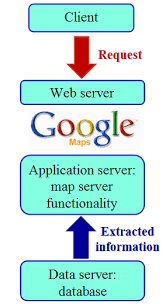 Client
Request
Web server
Google
Maps
Application server:
map server
functionality
Extracted
information
Data server:
database